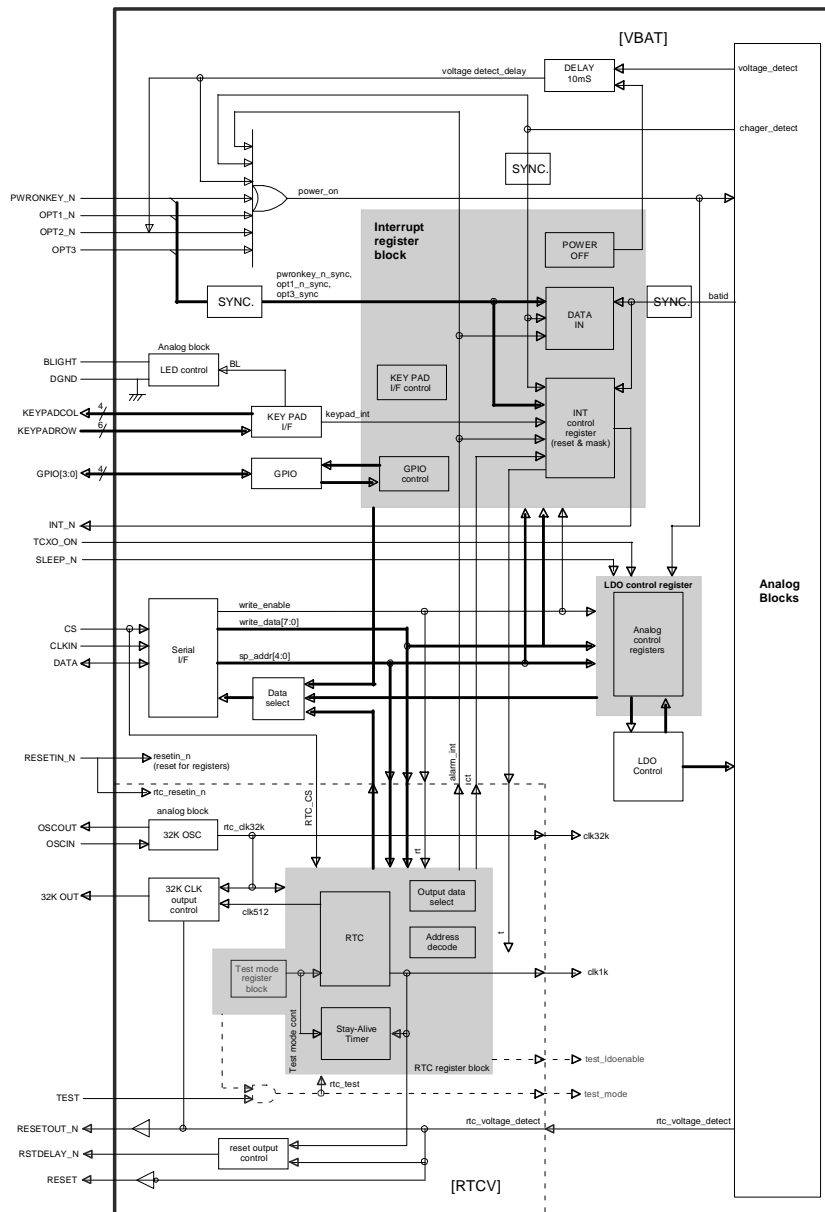 [VBAT]
voltage detect_delay
DELAY
10mS
voltage_detect
chager_detect
SYNC.
PWRONKEY_N
power_on
OPT1_N
OPT2_N
OPT3
Interrupt
register
block
POWER
OFF
pwronkey_n_sync,
opt1_n_sync,
opt3_sync
SYNC.
DATA
IN
SYNC.
batid
Analog block
BLIGHT
LED control
BL
DGND
KEY PAD
I/F control
KEYPADCOL
4
KEY PAD
I/F
keypad_int
KEYPADROW
6
INT
control
register
(reset & mask)
GPIO[3:0]
4
GPIO
GPIO
control
INT_N
TCXO_ON
SLEEP_N
LDO control register
Analog
Blocks
Analog
control
registers
CS
CLKIN
DATA
Serial
I/F
write_enable
write_data[7:0]
sp_addr[4:0]
Data
select
LDO
Control
RESETIN_N
resetin_n
(reset for registers)
rtc_resetin_n
RTC_CS
alarm_int
ct
analog block
OSCOUT
32K OSC
rtc_clk32k
clk32k
OSCIN
rt
32K OUT
32K CLK
output
control
clk512
RTC
Output data
select
Address
decode
t
Test mode
register
block
clk1k
Test mode cont
Stay-Alive
Timer
RTC register block
test_ldoenable
rtc_test
test_mode
TEST
RESETOUT_N
rtc_voltage_detect
rtc_voltage_detect
RSTDELAY_N
reset output
control
RESET
[RTCV]